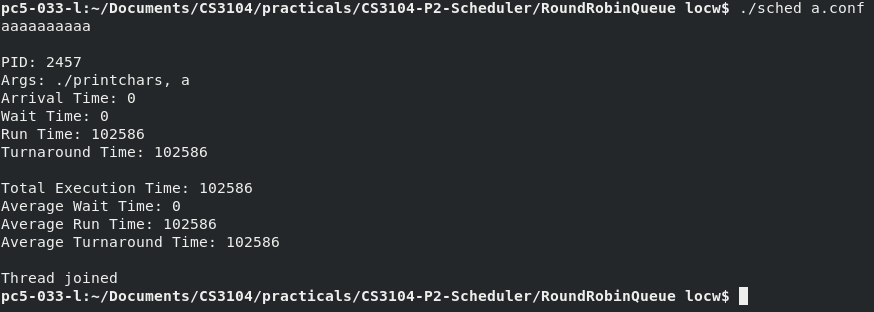 pc5-033-l:~/Documents/CS3104/practicals/CS3104-P2-Scheduler/RoundRobinQueue locw$ ./sched a.conf
aaaaaaaaaa
PID: 2457
Args: ./printchars, a
Arrival Time: 0
Wait Time: 0
Run Time: 102586
Turnaround Time: 102586
Total Execution Time: 102586
Average Wait Time: 0
Average Run Time: 102586
Average Turnaround Time: 102586
Thread joined
pc5-033-l:~/Documents/CS3104/practicals/CS3104-P2-Scheduler/RoundRobinQueue locw$